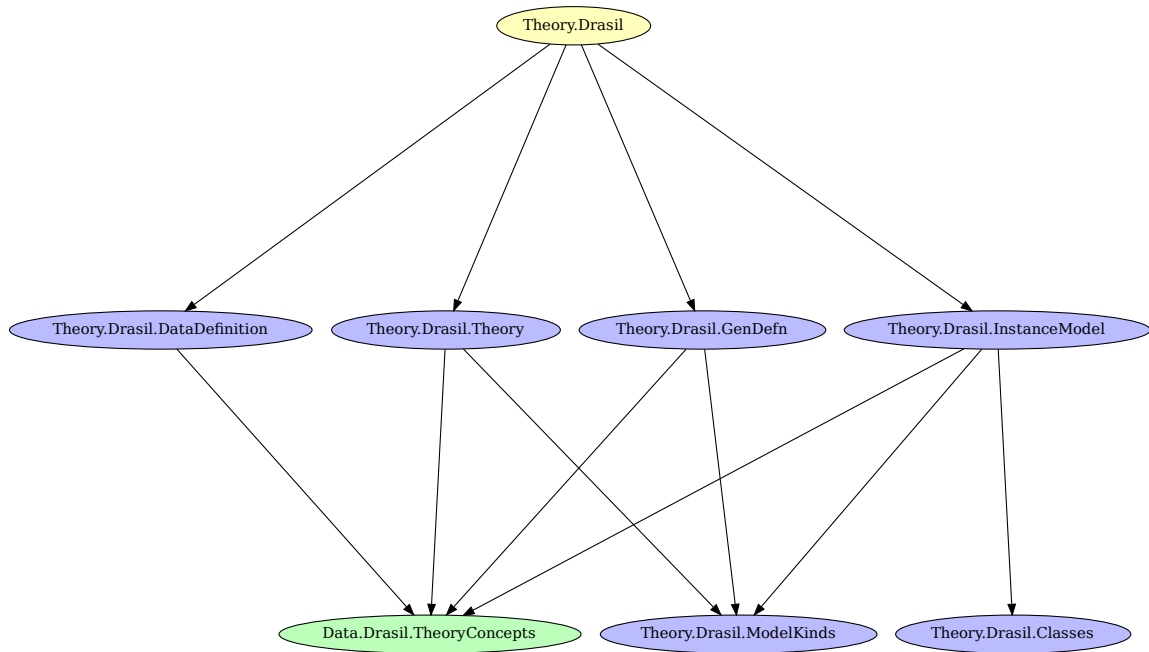 Theory.Drasil
Theory.Drasil.DataDefinition
Theory.Drasil.Theory
Theory.Drasil.GenDefn
Theory.Drasil.InstanceModel
Data.Drasil.TheoryConcepts
Theory.Drasil.ModelKinds
Theory.Drasil.Classes